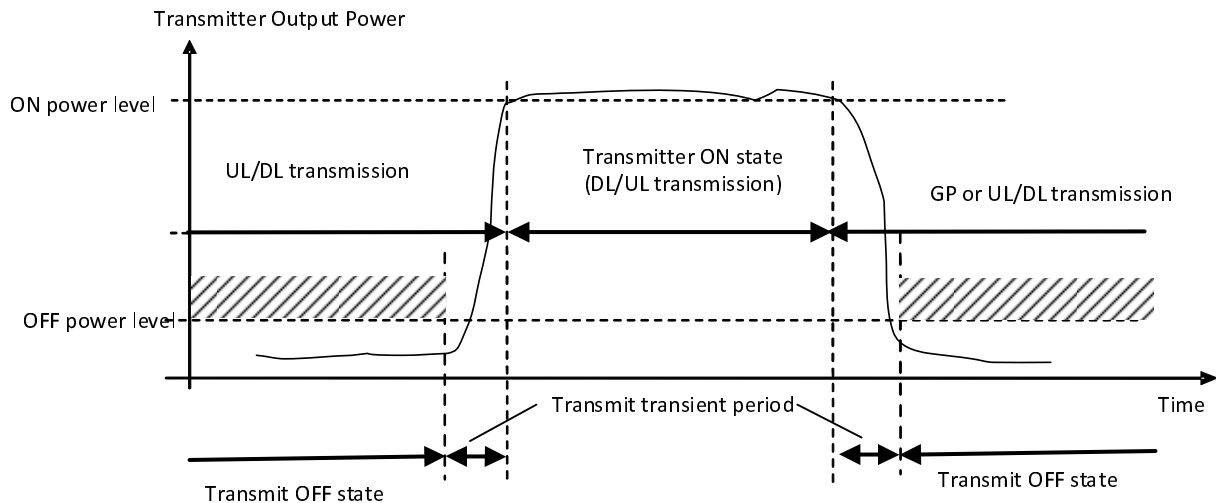 Transmitter Output Power
ON power level
UL/DL transmission
Transmitter ON state
(DL/UL transmission)
GP or UL/DL transmission
OFF power level
Transmit transient period
Time
Transmit OFF state
Transmit OFF state